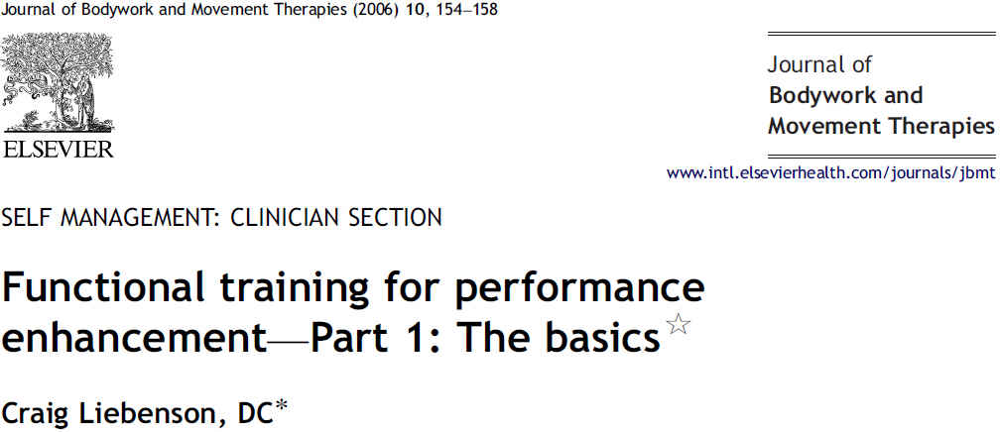 Journal of Bodywork and Movement Therapies (2006) 10, 154–158
ELSEVIER
Journal of
Bodywork and
Movement Therapies
www.intl.elsevierhealth.com/journals/jbmt
SELF MANAGEMENT: CLINICIAN SECTION
Functional training for performance
enhancement—Part 1: The basics☆
Craig Liebenson, DC*